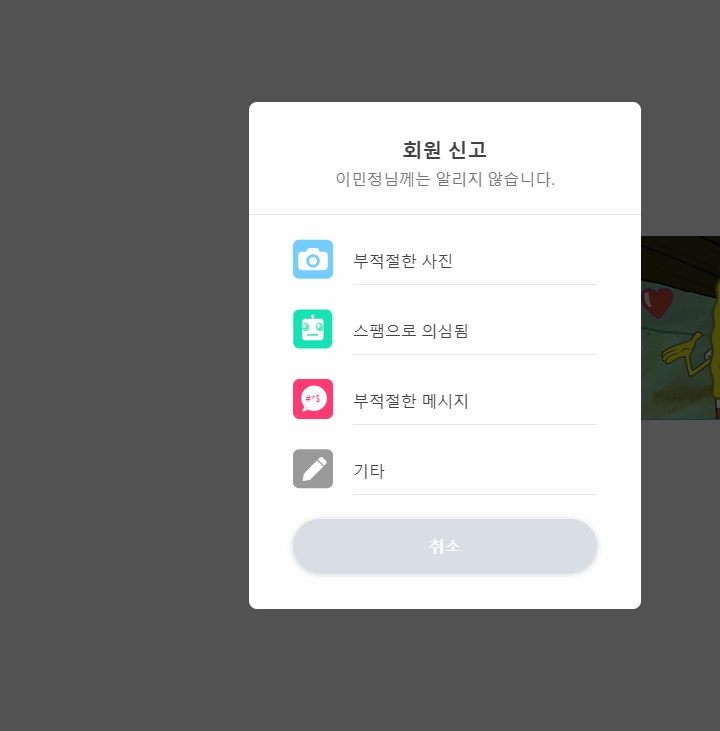 회원 신고
이민정님께는 알리지 않습니다.
부적절한 사진
스팸으로 의심됨
#*$
부적절한 메시지
기타
취소